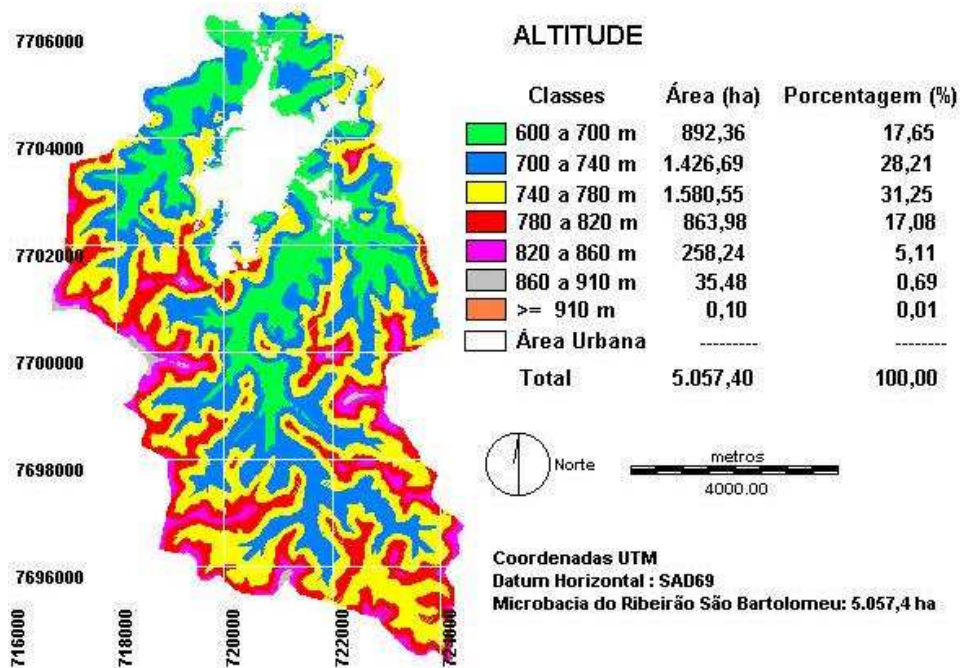 ALTITUDE
Classes Área (ha) Porcentagem (%)
600 a 700 m 892,36 17,65
700 a 740 m 1.426,69 28,21
740 a 780 m 1.580,55 31,25
780 a 820 m 863,98 17,08
820 a 860 m 258,24 5,11
860 a 910 m 35,48 0,69
>= 910 m 0,10 0,01
Área Urbana --------- --------
Total 5.057,40 100,00
Norte
metros
4000.00
Coordenadas UTM
Datum Horizontal : SAD69
Microbacia do Ribeirão São Bartolomeu: 5.057,4 ha
7706000
7704000
7702000
7700000
7698000
7696000
716000
718000
720000
722000
724000